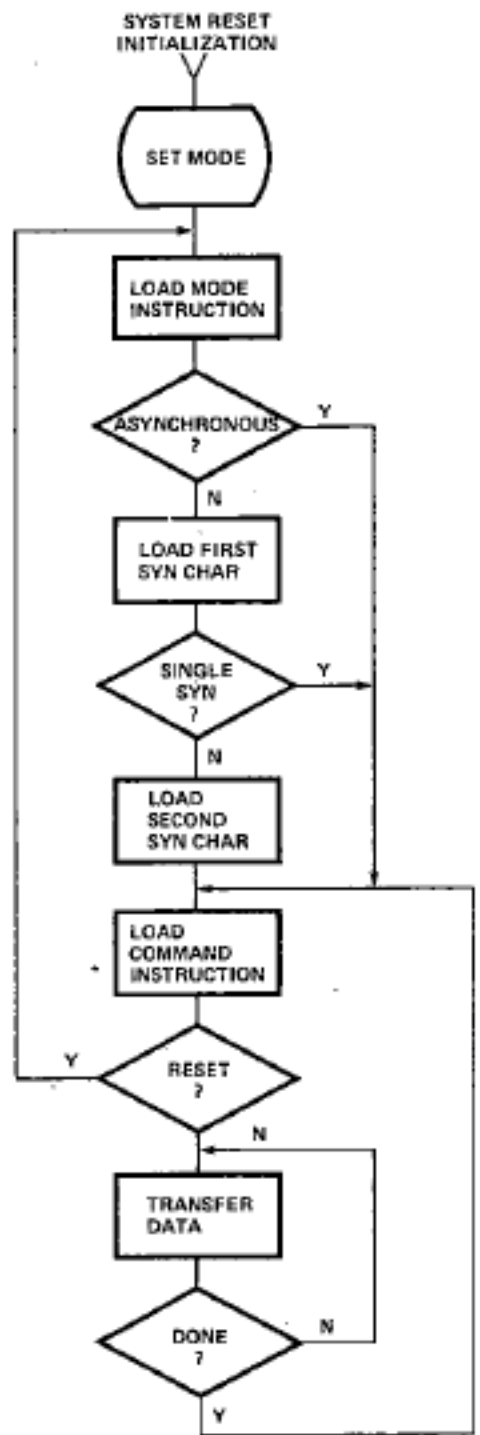 SYSTEM RESET
INITIALIZATION
SET MODE
LOAD MODE
INSTRUCTION
ASYNCHRONOUS
?
Y
N
LOAD FIRST
SYN CHAR
SINGLE
SYN
?
Y
N
LOAD
SECOND
SYN CHAR
LOAD
COMMAND
INSTRUCTION
Y
RESET
?
N
TRANSFER
DATA
DONE
?
N
Y